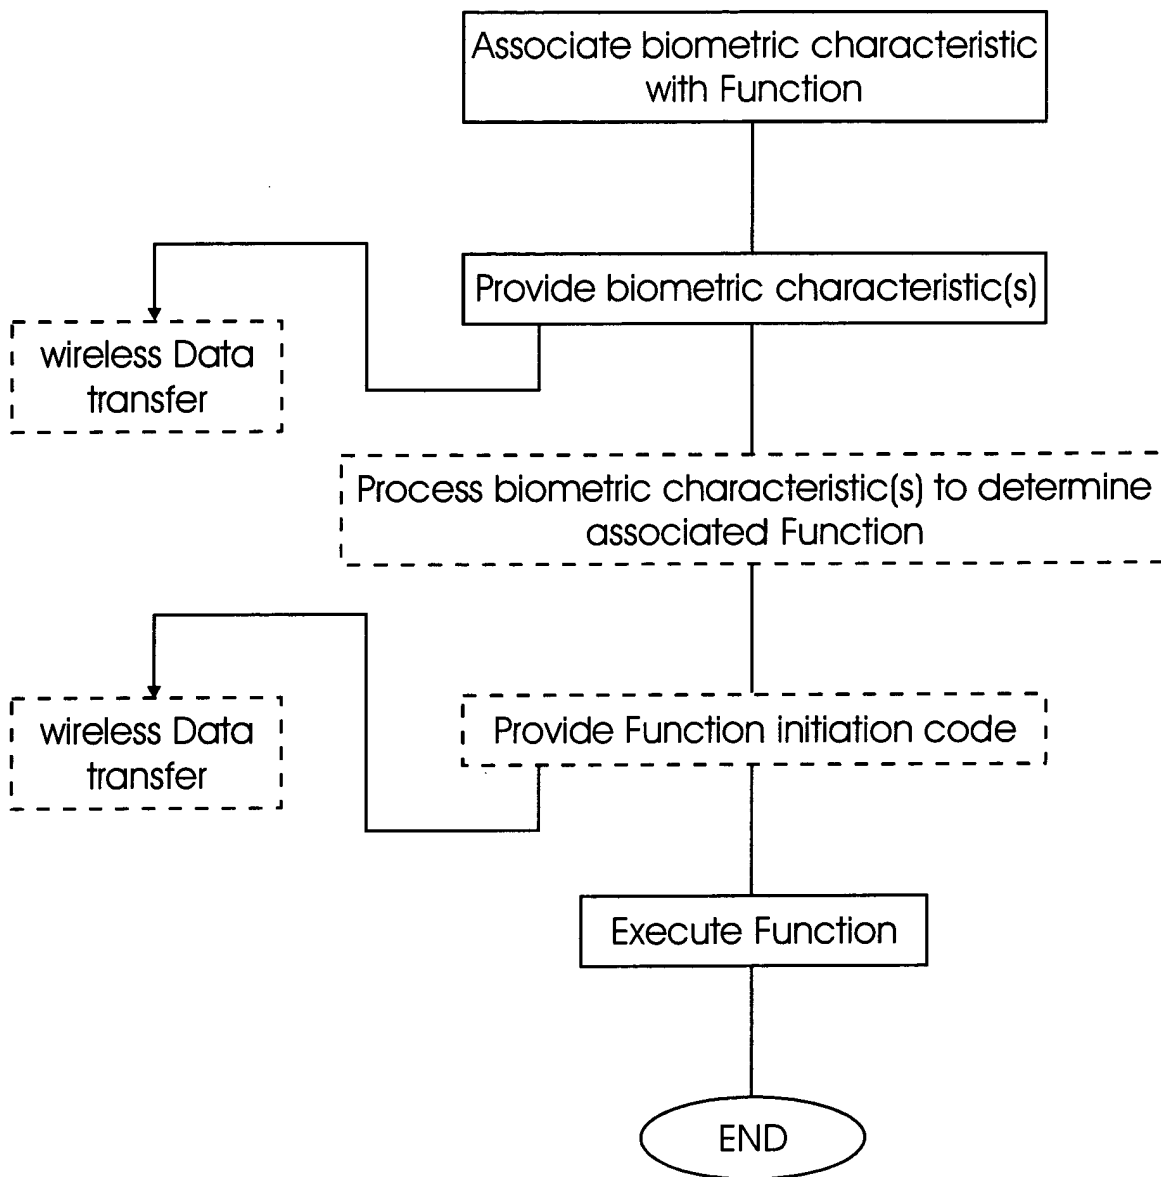 Associate biometric characteristic
with Function
Provide biometric characteristic(s)
wireless Data
transfer
Process biometric characteristic(s) to determine
associated Function
Provide Function initiation code
wireless Data
transfer
Execute Function
END